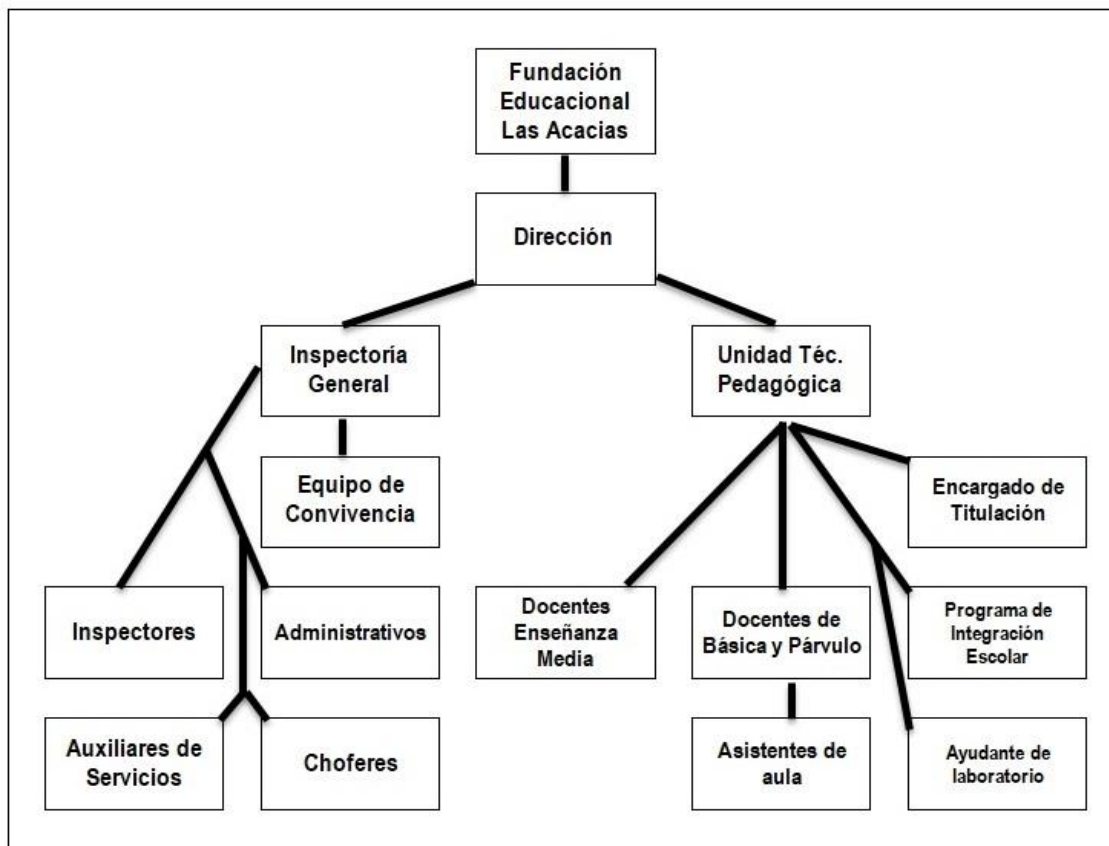 Fundación
Educacional
Las Acacias
Dirección
Inspectoría
General
Unidad Téc.
Pedagógica
Equipo de
Convivencia
Encargado de
Titulación
Inspectores
Administrativos
Docentes
Enseñanza
Media
Docentes de
Básica y Párvulo
Programa de
Integración
Escolar
Auxiliares de
Servicios
Choferes
Asistentes de
aula
Ayudante de
laboratorio